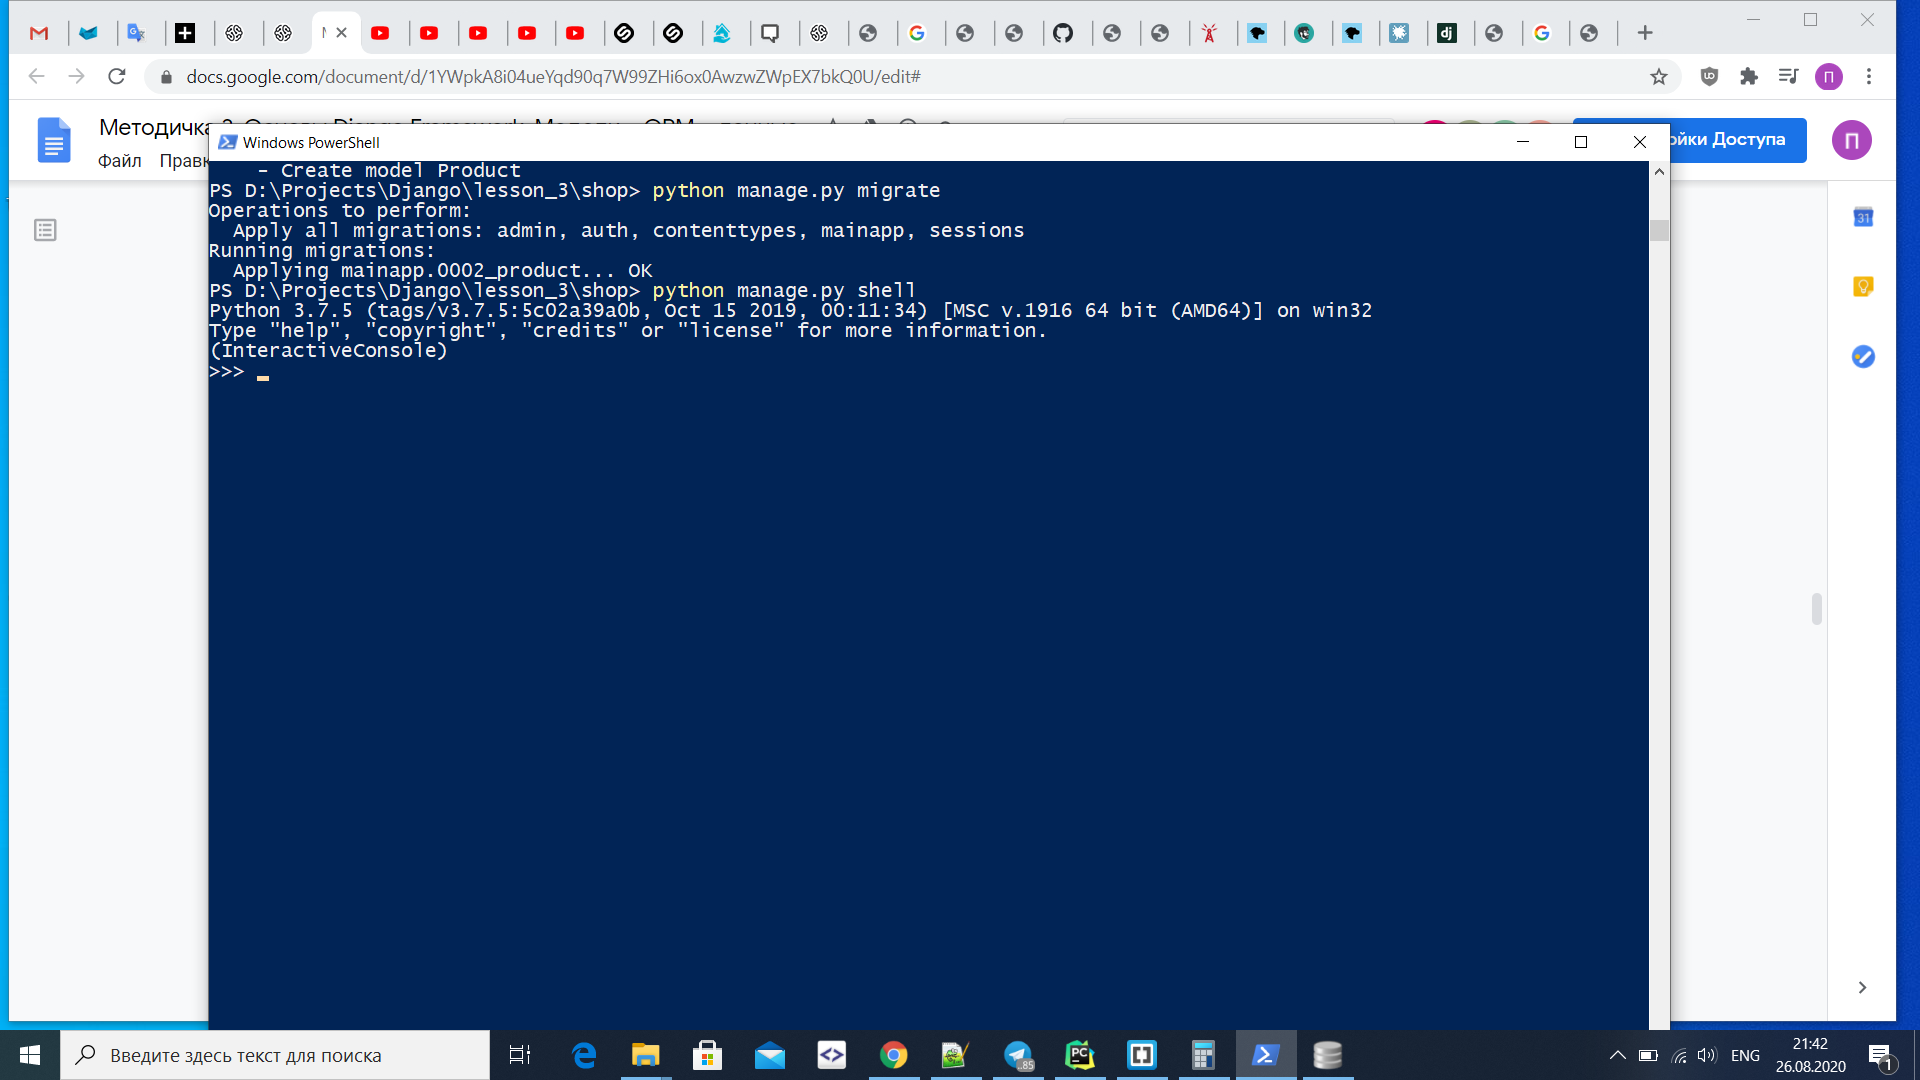 docs.google.com/document/d/1YWpkA8i04ueYqd90q7W99ZHi6ox0AwzwZWpEX7bkQ0U/edit#
П
Методичка
Файл Правк
ойки Доступа
П
31
Windows PowerShell
- Create model Product
PS D:\Projects\Django\lesson_3\shop> python manage.py migrate
Operations to perform:
Apply all migrations: admin, auth, contenttypes, mainapp, sessions
Running migrations:
Applying mainapp.0002_product... OK
PS D:\Projects\Django\lesson_3\shop> python manage.py shell
Python 3.7.5 (tags/v3.7.5:5c02a39a0b, Oct 15 2019, 00:11:34) [MSC v.1916 64 bit (AMD64)] on win32
Type "help", "copyright", "credits" or "license" for more information.
(InteractiveConsole)
>>>
Введите здесь текст для поиска
85
PC
ENG
21:42
26.08.2020
1